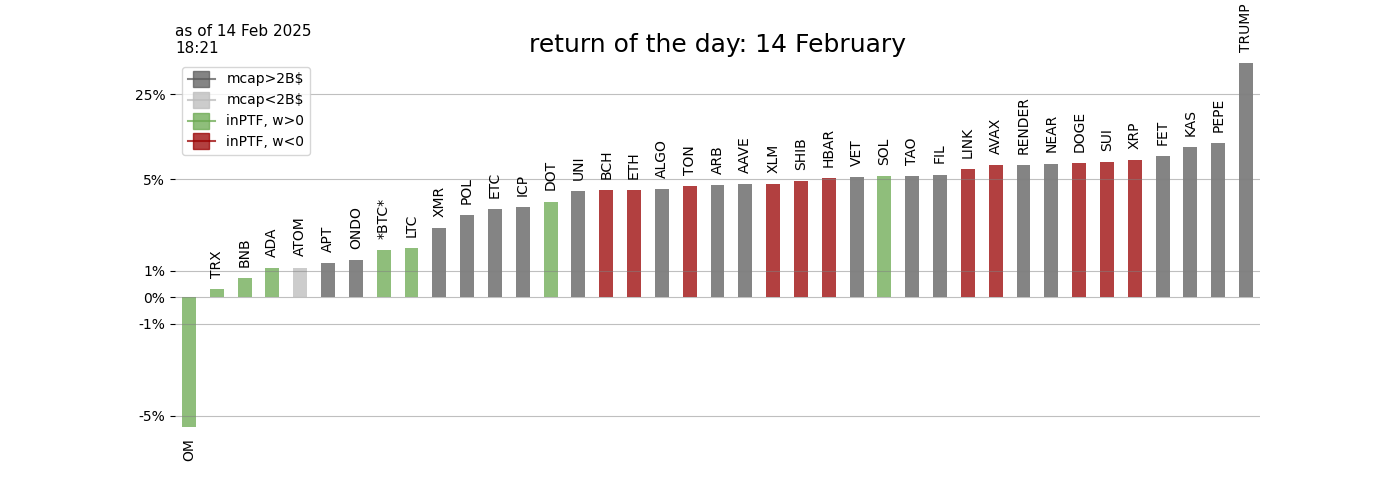 as of 14 Feb 2025
18:21
return of the day: 14 February
mcap>2B$
mcap<2B$
inPTF, w>0
inPTF, w<0
25%
5%
1%
0%
-1%
-5%
OM
TRX
BNB
ADA
ATOM
APT
ONDO
*BTC*
LTC
XMR
POL
ETC
ICP
DOT
UNI
BCH
ETH
ALGO
TON
ARB
AAVE
XLM
SHIB
HBAR
VET
SOL
TAO
FIL
LINK
AVAX
RENDER
NEAR
DOGE
SUI
XRP
FET
KAS
PEPE
TRUMP